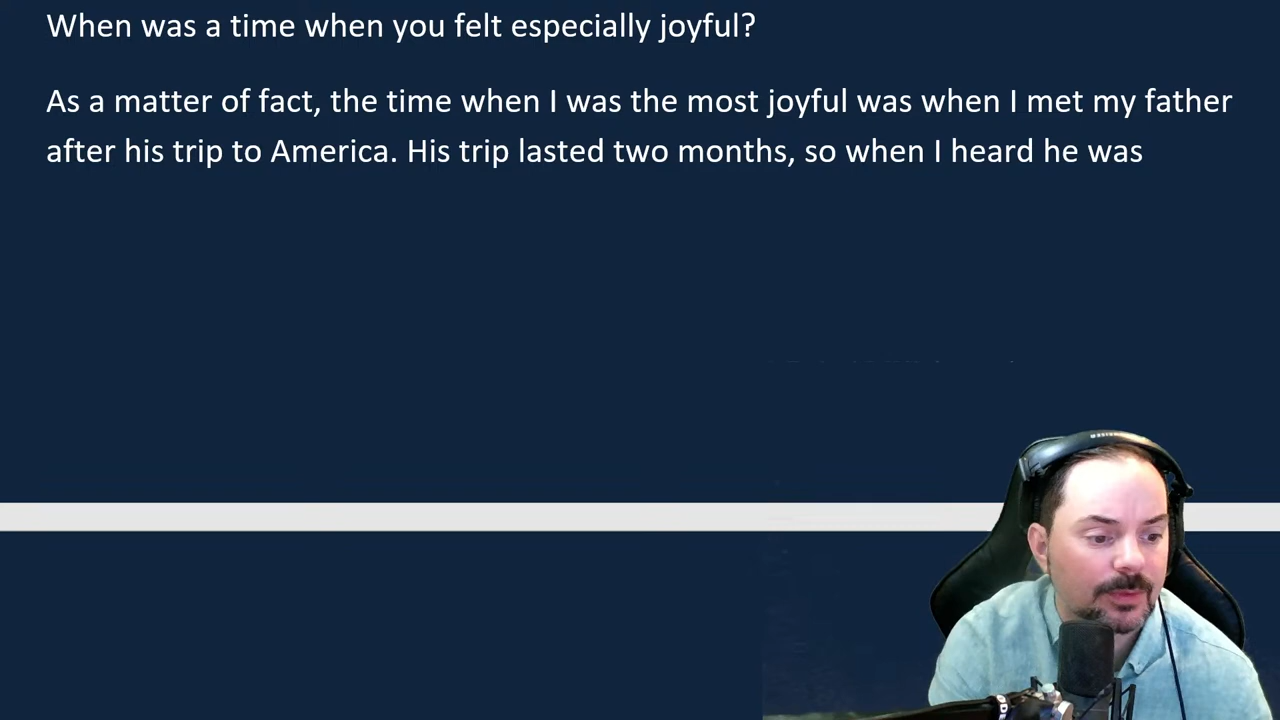 When was a time when you felt especially joyful?
As a matter of fact, the time when I was the most joyful was when I met my father
after his trip to America. His trip lasted two months, so when I heard he was